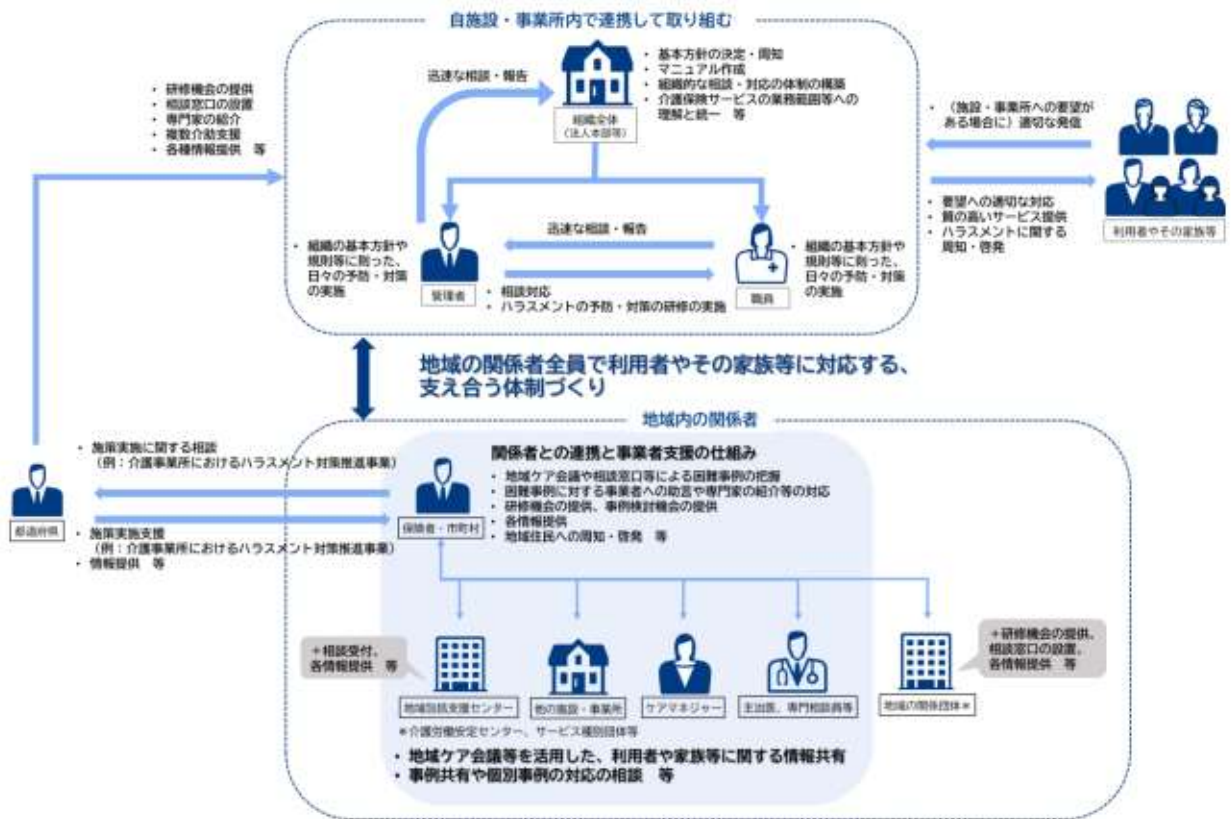 自施設・事業所内で連携して取り組む
・ 研修機会の提供
・ 相談窓口の設置
・ 専門家の紹介
・ 複数介助支援
・ 各種情報提供 等
迅速な相談・報告
組織全体
（法人本部等）
・ 基本方針の決定・周知
・ マニュアル作成
・ 組織的な相談・対応の体制の構築
・ 介護保険サービスの業務範囲等への
理解と統一 等
・ （施設・事業所への要望が
ある場合に）適切な発信
・ 要望への適切な対応
・ 質の高いサービス提供
・ ハラスメントに関する
周知・啓発
利用者やその家族等
・ 組織の基本方針や
規則等に則った、
日々の予防・対策
の実施
管理者
迅速な相談・報告
・ 相談対応
・ ハラスメントの予防・対策の研修の実施
職員
・ 組織の基本方針や
規則等に則った、
日々の予防・対策
の実施
地域の関係者全員で利用者やその家族等に対応する、
支え合う体制づくり
地域内の関係者
・ 施策実施に関する相談
（例：介護事業所におけるハラスメント対策推進事業）
都道府県
・ 施策実施支援
（例：介護事業所におけるハラスメント対策推進事業）
・ 情報提供 等
保険者・市町村
関係者との連携と事業者支援の仕組み
・ 地域ケア会議や相談窓口等による困難事例の把握
・ 困難事例に対する事業者への助言や専門家の紹介等の対応
・ 研修機会の提供、事例検討機会の提供
・ 各情報提供
・ 地域住民への周知・啓発 等
＋相談受付、
各情報提供 等
地域包括支援センター
他の施設・事業所
ケアマネジャー
主治医、専門相談員等
地域の関係団体＊
＋研修機会の提供、
相談窓口の設置、
各情報提供 等
＊介護労働安定センター、サービス種別団体等
・ 地域ケア会議等を活用した、利用者や家族等に関する情報共有
・ 事例共有や個別事例の対応の相談 等